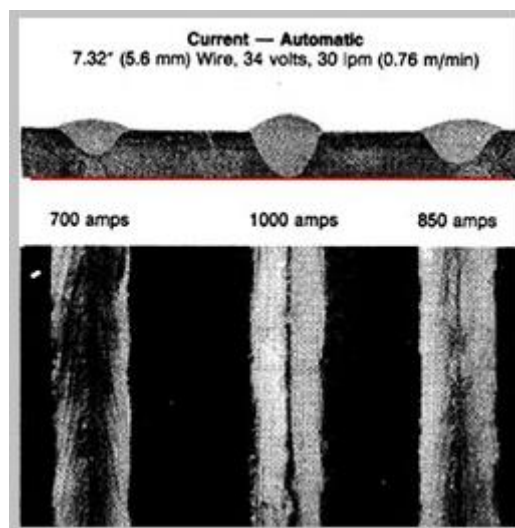 Current — Automatic
7.32" (5.6 mm) Wire, 34 volts, 30 lpm (0.76 m/min)
700 amps
1000 amps
850 amps